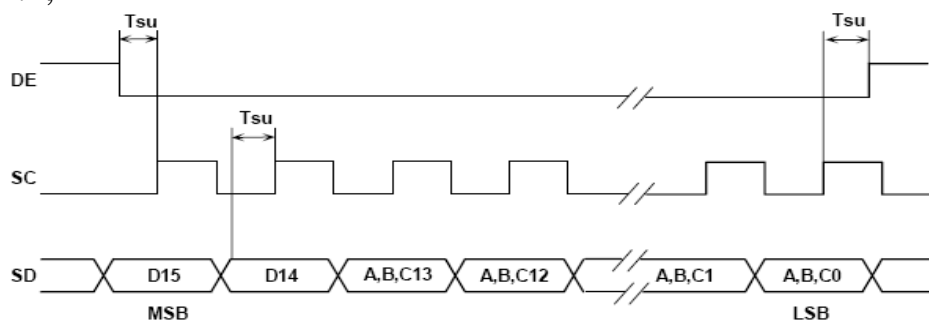 Tsu Tsu
DE
Tsu
SC
SD D15 D14 A,B,C13 A,B,C12 A,B,C1 A,B,C0
MSB LSB